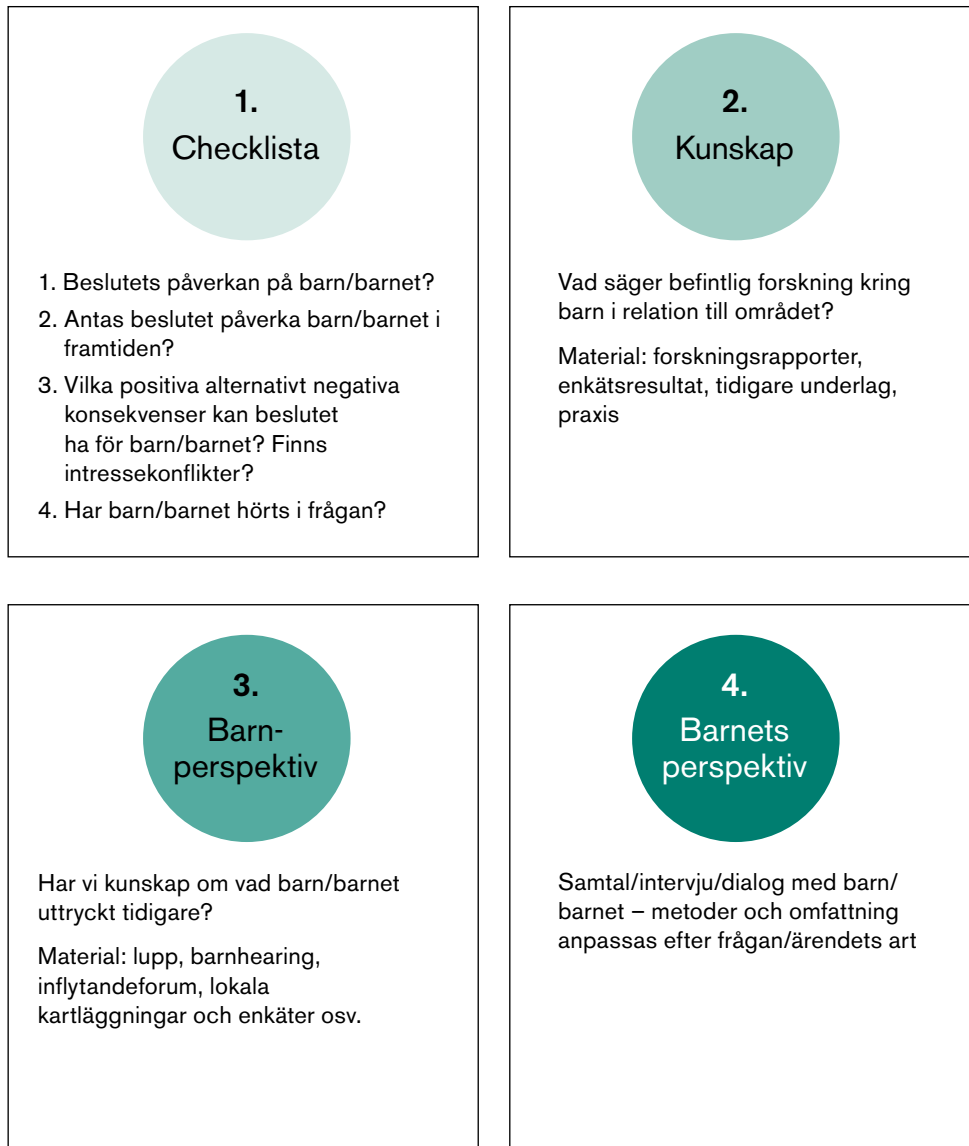 1.
Checklista
1. Beslutets påverkan på barn/barnet?
2. Antas beslutet påverka barn/barnet i
framtiden?
3. Vilka positiva alternativt negativa
konsekvenser kan beslutet
ha för barn/barnet? Finns
intressekonflikter?
4. Har barn/barnet hörts i frågan?
2.
Kunskap
Vad säger befintlig forskning kring
barn i relation till området?
Material: forskningsrapporter,
enkätsresultat, tidigare underlag,
praxis
3.
Barn-
perspektiv
Har vi kunskap om vad barn/barnet
uttryckt tidigare?
Material: lupp, barnhearing,
inflytandeforum, lokala
kartläggningar och enkäter osv.
4.
Barnets
perspektiv
Samtal/intervju/dialog med barn/
barnet – metoder och omfattning
anpassas efter frågan/ärendets art